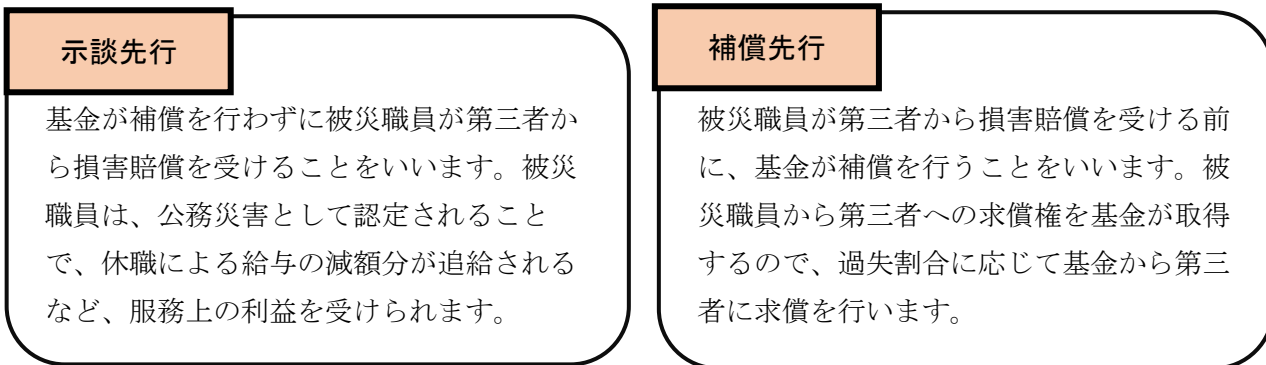 示談先行
基金が補償を行わずに被災職員が第三者か
ら損害賠償を受けることをいいます。被災
職員は、公務災害として認定されること
で、休職による給与の減額分が追給される
など、服務上の利益を受けられます。
補償先行
被災職員が第三者から損害賠償を受ける前
に、基金が補償を行うことをいいます。被
災職員から第三者への求償権を基金が取得
するので、過失割合に応じて基金から第三
者に求償を行います。